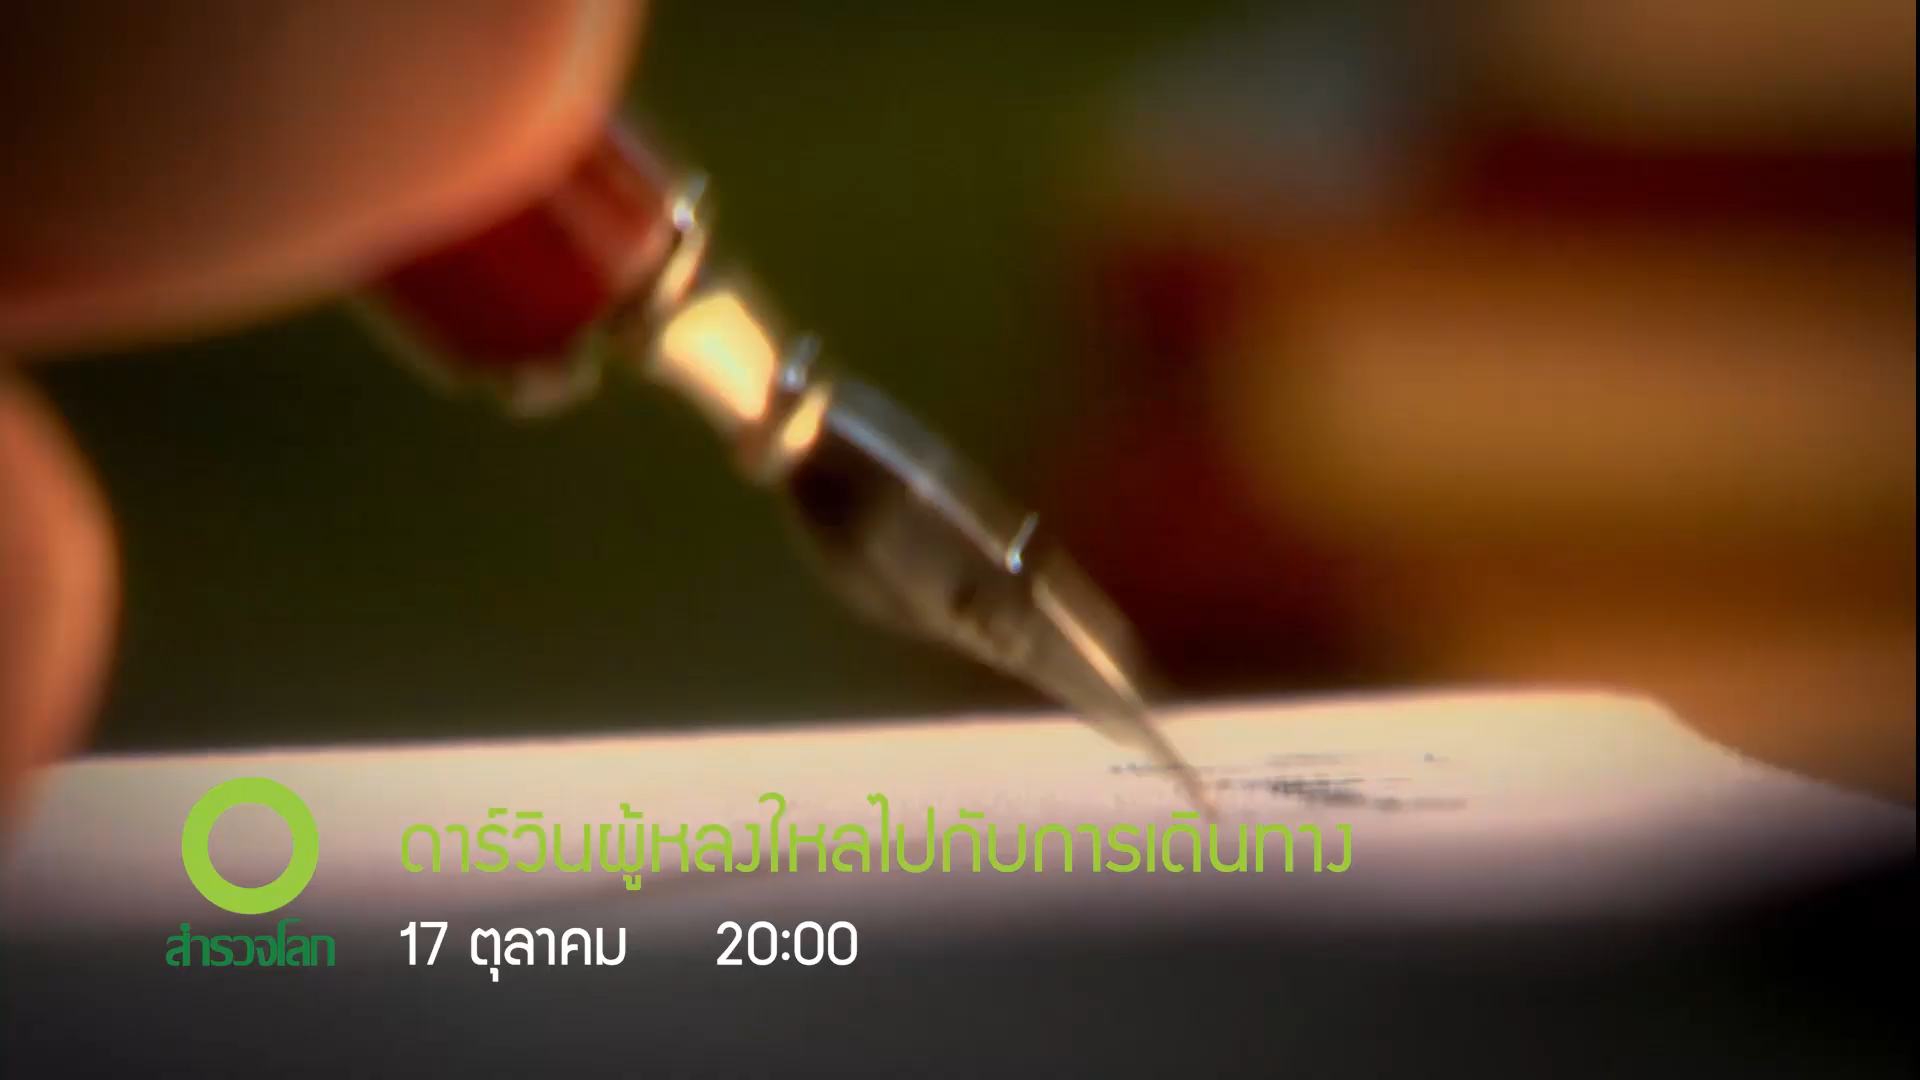 ดาร์วินผู้หลงใหลไปกับการเดินทาง
สำรวจโลก
17 ตุลาคม 20:00